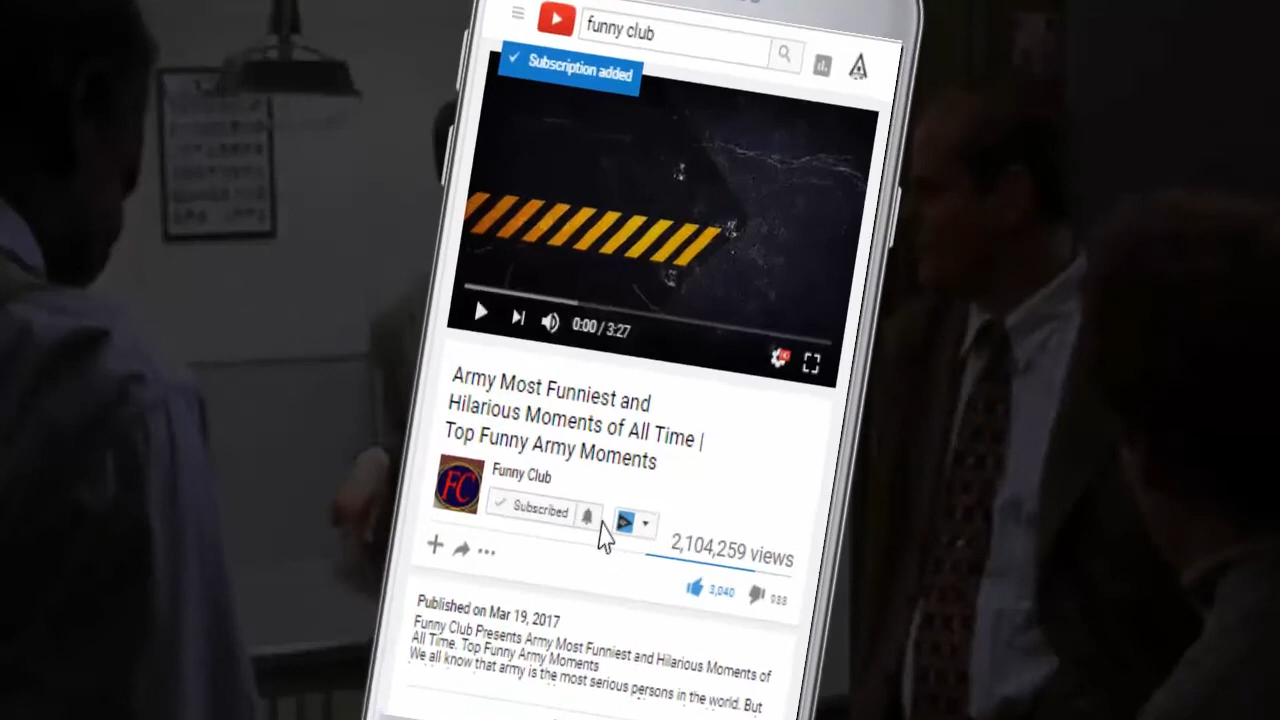 funny club
Subscription added
0:00 / 3:27
Army Most Funniest and
Hilarious Moments of All Time |
Top Funny Army Moments
FC
Funny Club
Subscribed
2,104,259 views
3,040 988
Published on Mar 19, 2017
Funny Club Presents Army Most Funniest and Hilarious Moments of
All Time. Top Funny Army Moments
We all know that army is the most serious persons in the world. But